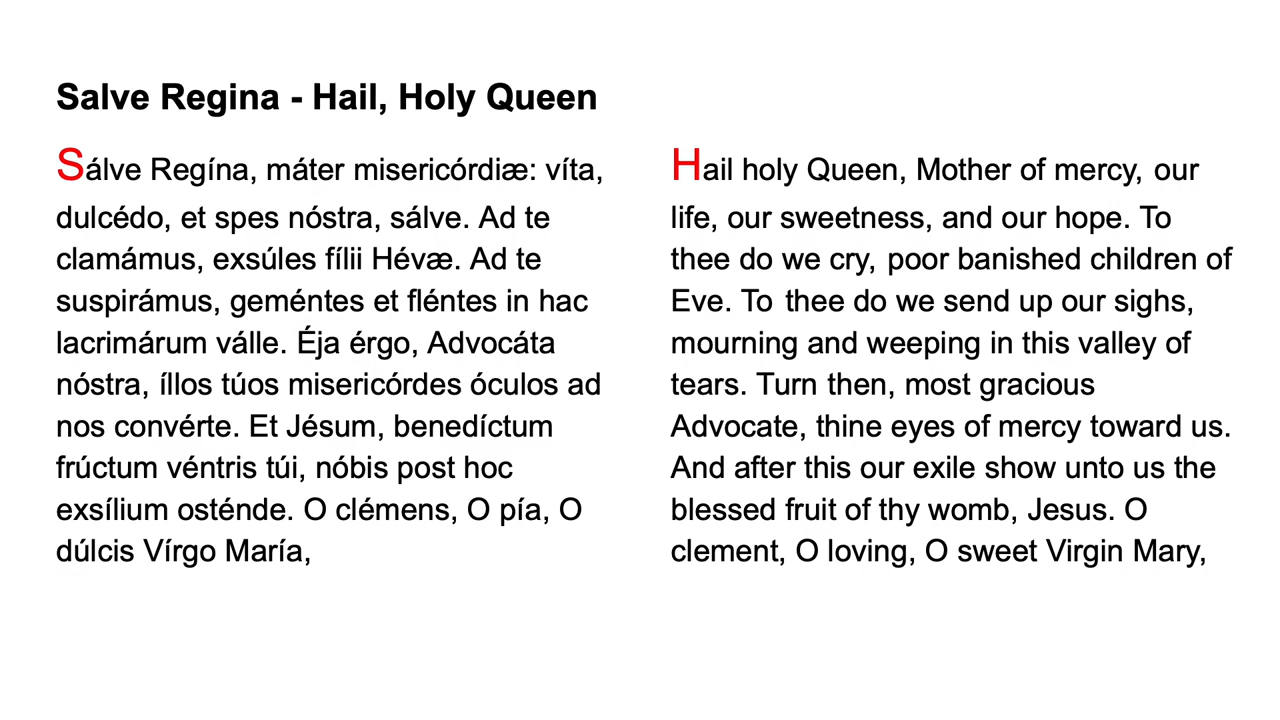 Salve Regina - Hail, Holy Queen
Sálve Regína, máter misericórdiæ: víta,
dulcédo, et spes nóstra, sálve. Ad te
clamámus, exsúles fílii Hévæ. Ad te
suspirámus, geméntes et fléntes in hac
lacrimárum válle. Éja érgo, Advocáta
nóstra, íllos túos misericórdes óculos ad
nos convérte. Et Jésum, benedíctum
frúctum véntris túi, nóbis post hoc
exsílium osténde. O clémens, O pía, O
dúlcis Vírgo María,
Hail holy Queen, Mother of mercy, our
life, our sweetness, and our hope. To
thee do we cry, poor banished children of
Eve. To thee do we send up our sighs,
mourning and weeping in this valley of
tears. Turn then, most gracious
Advocate, thine eyes of mercy toward us.
And after this our exile show unto us the
blessed fruit of thy womb, Jesus. O
clement, O loving, O sweet Virgin Mary,